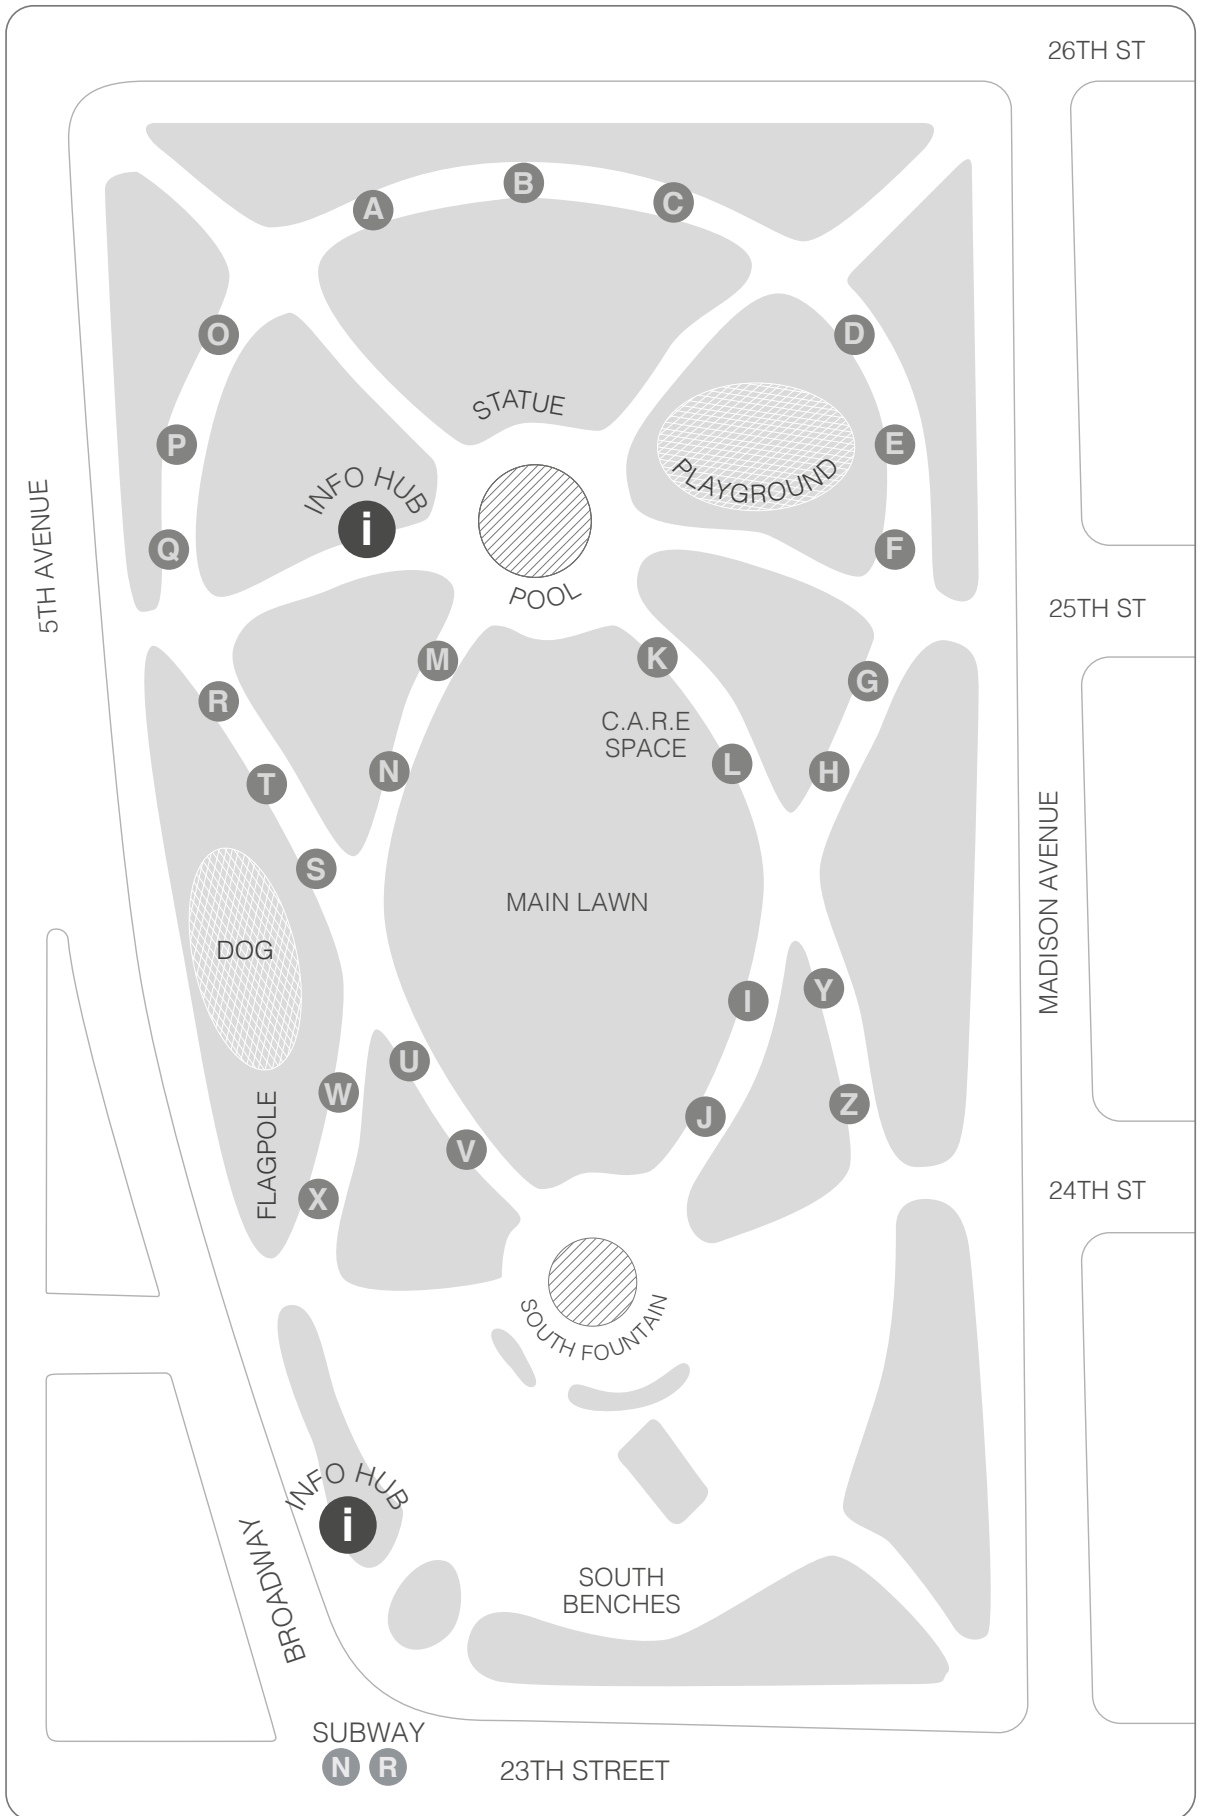 26TH ST
B
C
A
O
D
STATUE
P
E
PLAYGROUND
INFO HUB
i
Q
F
5TH AVENUE
POOL
25TH ST
M
K
G
R
C.A.R.E
SPACE
T
N
L
H
S
MAIN LAWN
MADISON AVENUE
DOG
I
Y
U
W
J
Z
V
FLAGPOLE
X
24TH ST
SOUTH FOUNTAIN
INFO HUB
i
BROADWAY
SOUTH
BENCHES
SUBWAY
N R
23TH STREET